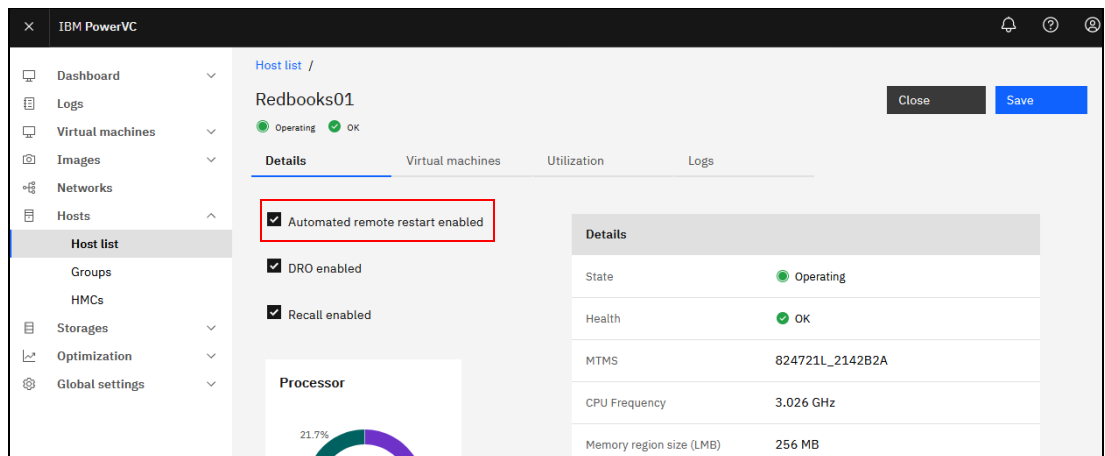 IBM PowerVC
Dashboard
Logs
Virtual machines
Images
Networks
Hosts
Host list
Groups
HMCs
Storages
Optimization
Global settings
Host list /
Redbooks01
Operating OK
Close
Save
Details Virtual machines Utilization Logs
Automated remote restart enabled
DRO enabled
Recall enabled
Processor
21.7%
Details
State Operating
Health OK
MTMS 824721L_2142B2A
CPU Frequency 3.026 GHz
Memory region size (LMB) 256 MB